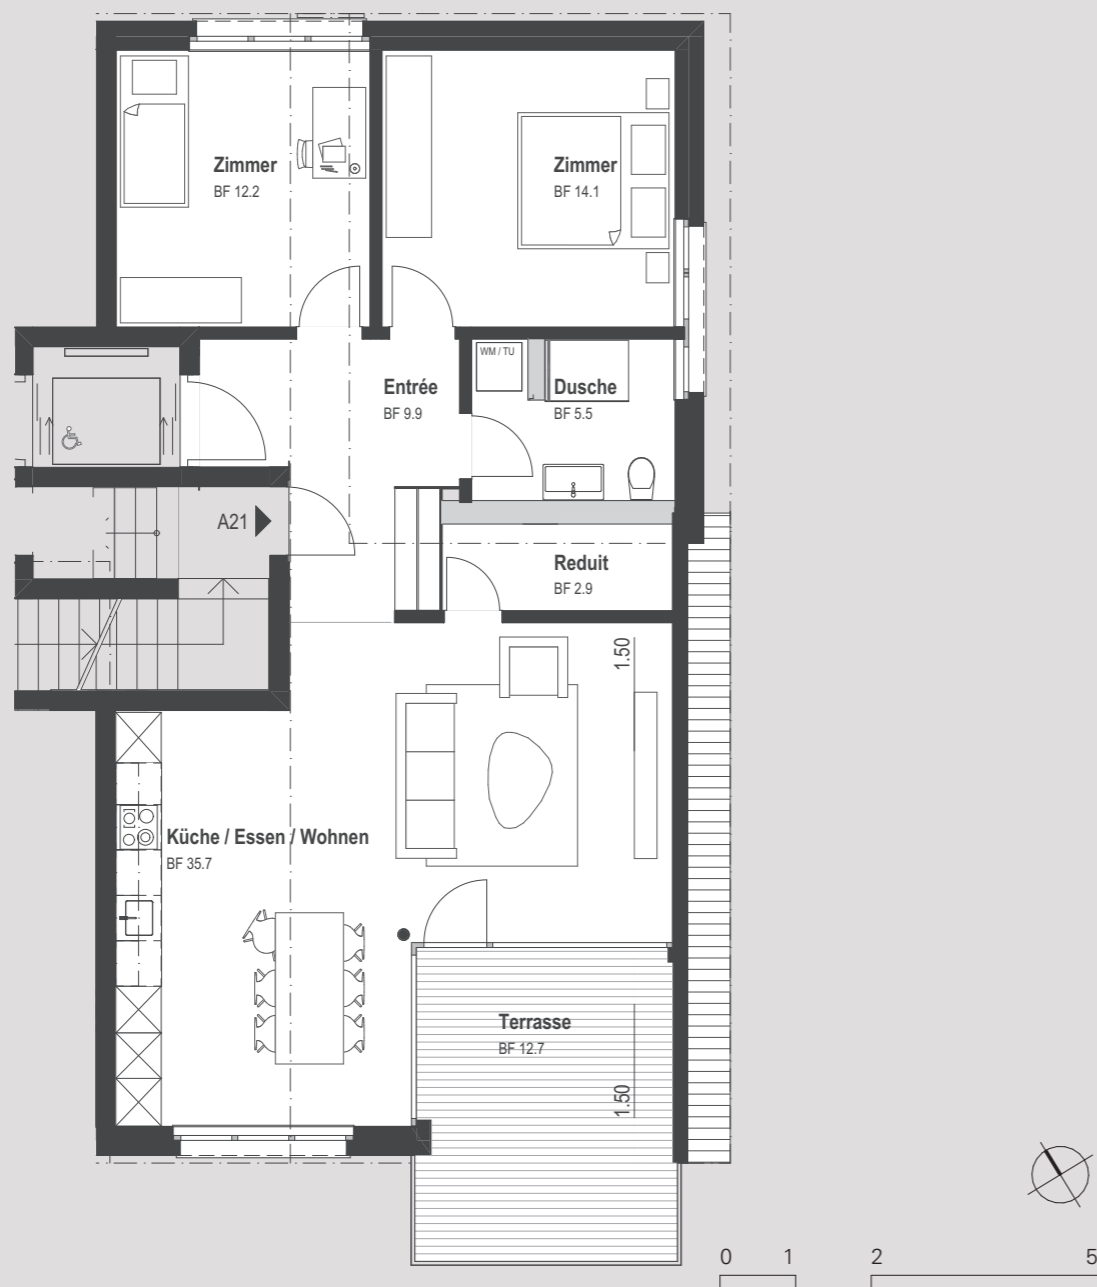 Zimmer
BF 12.2
Zimmer
BF 14.1
WM / TU
Entrée
BF 9.9
Dusche
BF 5.5
A21
Reduit
BF 2.9
1.50
Küche / Essen / Wohnen
BF 35.7
Terrasse
BF 12.7
1.50
0 1 2 5